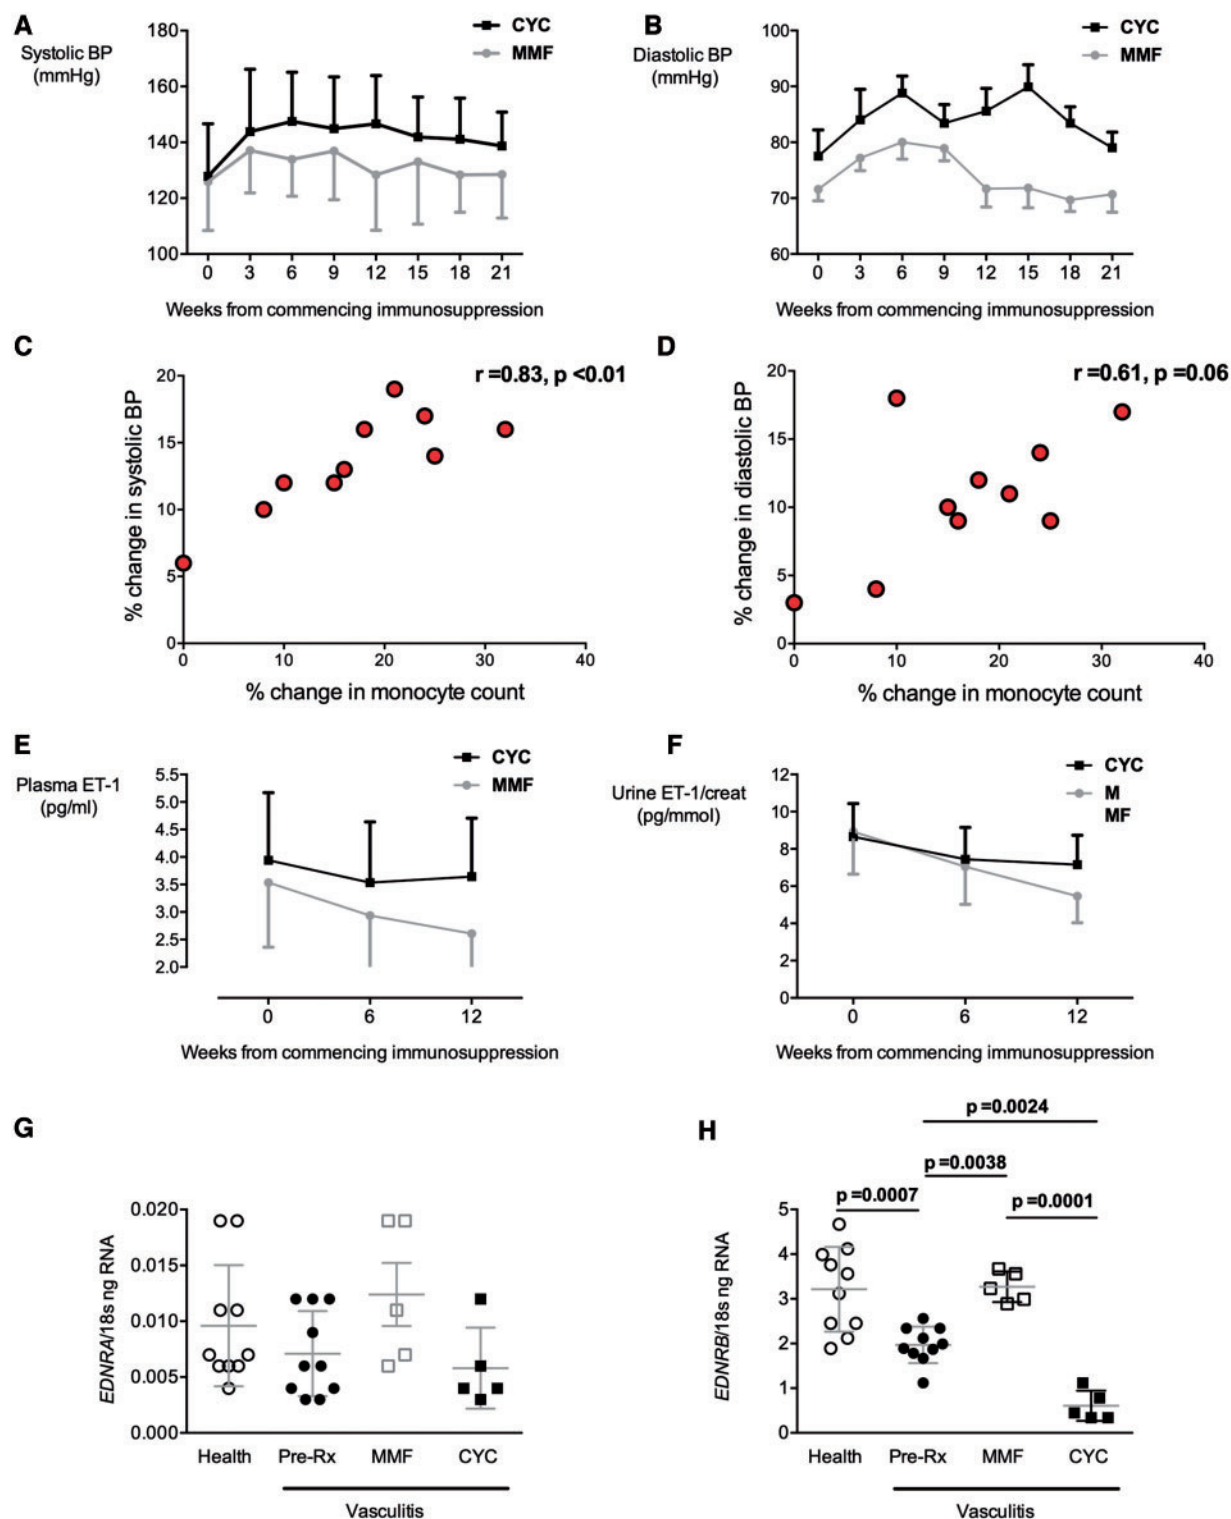 A
Systolic BP
(mmHg)
180
160
140
120
100
CYC
MMF
0 3 6 9 12 15 18 21
Weeks from commencing immunosuppression
B
Diastolic BP
(mmHg)
100
90
80
70
60
CYC
MMF
0 3 6 9 12 15 18 21
Weeks from commencing immunosuppression
C
r =0.83, p <0.01
% change in systolic BP
20
15
10
5
0
0 10 20 30 40
% change in monocyte count
D
r =0.61, p =0.06
% change in diastolic BP
20
15
10
5
0
0 10 20 30 40
% change in monocyte count
E
Plasma ET-1
(pg/ml)
5.5
5.0
4.5
4.0
3.5
3.0
2.5
2.0
CYC
MMF
0 6 12
Weeks from commencing immunosuppression
F
Urine ET-1/creat
(pg/mmol)
12
10
8
6
4
2
0
CYC
M
MF
0 6 12
Weeks from commencing immunosuppression
G
EDNRA/18s ng RNA
0.020
0.015
0.010
0.005
0.000
Health Pre-Rx MMF CYC
Vasculitis
H
p =0.0024
p =0.0038
p =0.0007
p =0.0001
EDNRB/18s ng RNA
5
4
3
2
1
0
Health Pre-Rx MMF CYC
Vasculitis